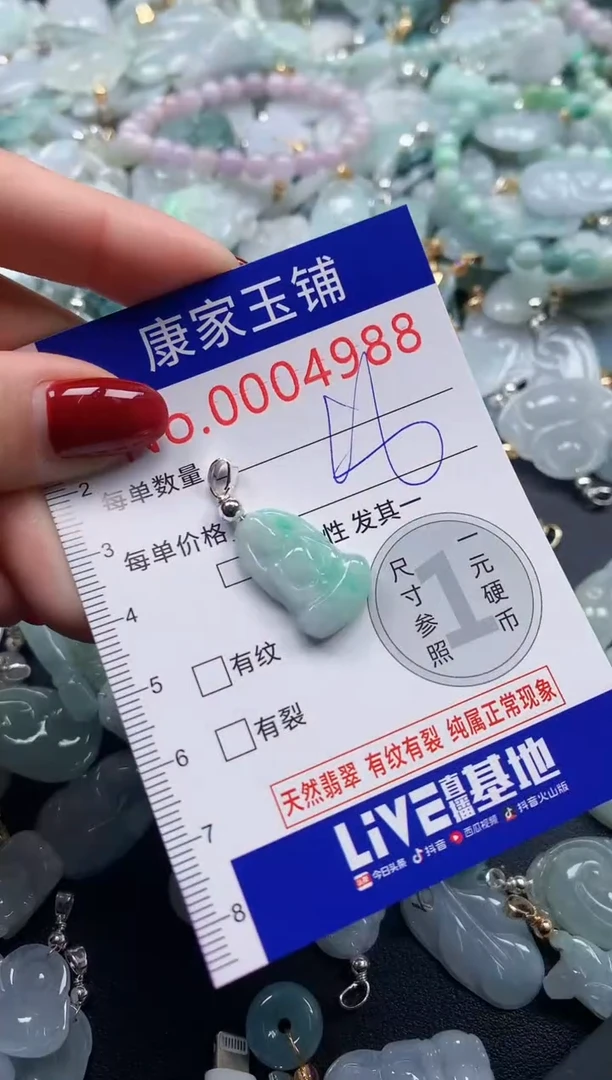 康家玉铺
No.0004988
每单数量
每单价格
性 发其一
1
尺寸参照
一元硬币
有纹
有裂
天然翡翠 有纹有裂 纯属正常现象
LiVE直播基地
今日头条 抖音 西瓜视频 抖音火山版
2
3
4
5
6
7
8